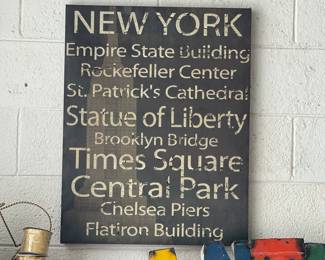 NEW YORK
Empire State Building
Rockefeller Center
St. Patrick's Cathedral
Statue of Liberty
Brooklyn Bridge
Times Square
Central Park
Chelsea Piers
Flatiron Building